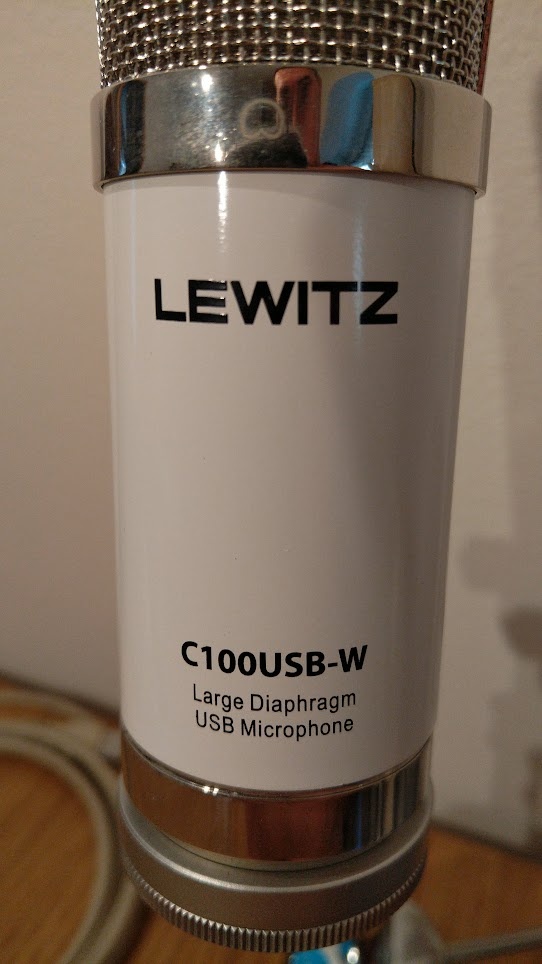 LEWITZ
C100USB-W
Large Diaphragm
USB Microphone